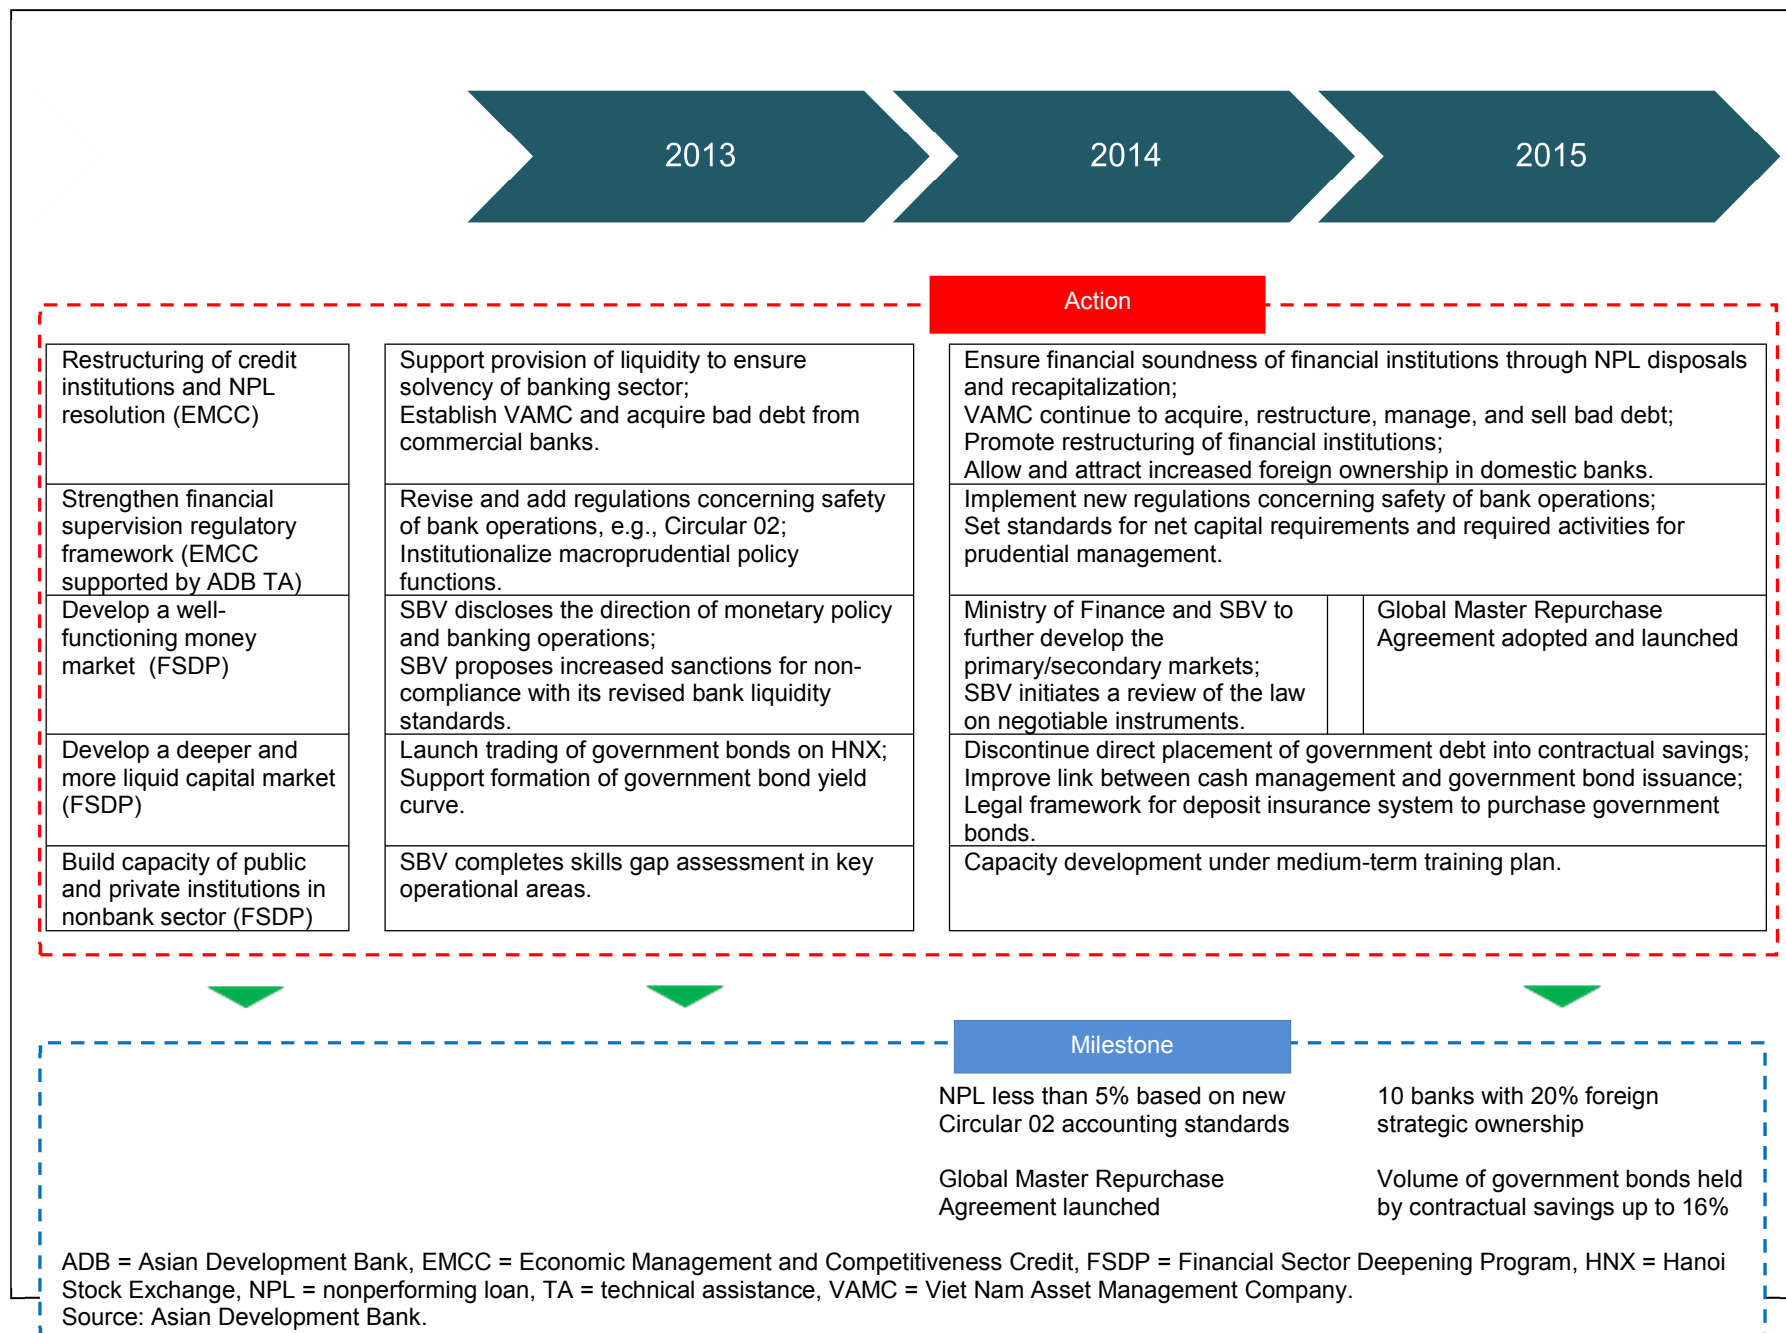 2013
2014
2015
Action
Restructuring of credit
institutions and NPL
resolution (EMCC)
Support provision of liquidity to ensure
solvency of banking sector;
Establish VAMC and acquire bad debt from
commercial banks.
Ensure financial soundness of financial institutions through NPL disposals
and recapitalization;
VAMC continue to acquire, restructure, manage, and sell bad debt;
Promote restructuring of financial institutions;
Allow and attract increased foreign ownership in domestic banks.
Strengthen financial
supervision regulatory
framework (EMCC
supported by ADB TA)
Revise and add regulations concerning safety
of bank operations, e.g., Circular 02;
Institutionalize macroprudential policy
functions.
Implement new regulations concerning safety of bank operations;
Set standards for net capital requirements and required activities for
prudential management.
Develop a well-
functioning money
market  (FSDP)
SBV discloses the direction of monetary policy
and banking operations;
SBV proposes increased sanctions for non-
compliance with its revised bank liquidity
standards.
Ministry of Finance and SBV to
further develop the
primary/secondary markets;
SBV initiates a review of the law
on negotiable instruments.
Global Master Repurchase
Agreement adopted and launched
Develop a deeper and
more liquid capital market
(FSDP)
Launch trading of government bonds on HNX;
Support formation of government bond yield
curve.
Discontinue direct placement of government debt into contractual savings;
Improve link between cash management and government bond issuance;
Legal framework for deposit insurance system to purchase government
bonds.
Build capacity of public
and private institutions in
nonbank sector (FSDP)
SBV completes skills gap assessment in key
operational areas.
Capacity development under medium-term training plan.
Milestone
NPL less than 5% based on new
Circular 02 accounting standards
10 banks with 20% foreign
strategic ownership
Global Master Repurchase
Agreement launched
Volume of government bonds held
by contractual savings up to 16%
ADB = Asian Development Bank, EMCC = Economic Management and Competitiveness Credit, FSDP = Financial Sector Deepening Program, HNX = Hanoi
Stock Exchange, NPL = nonperforming loan, TA = technical assistance, VAMC = Viet Nam Asset Management Company.
Source: Asian Development Bank.